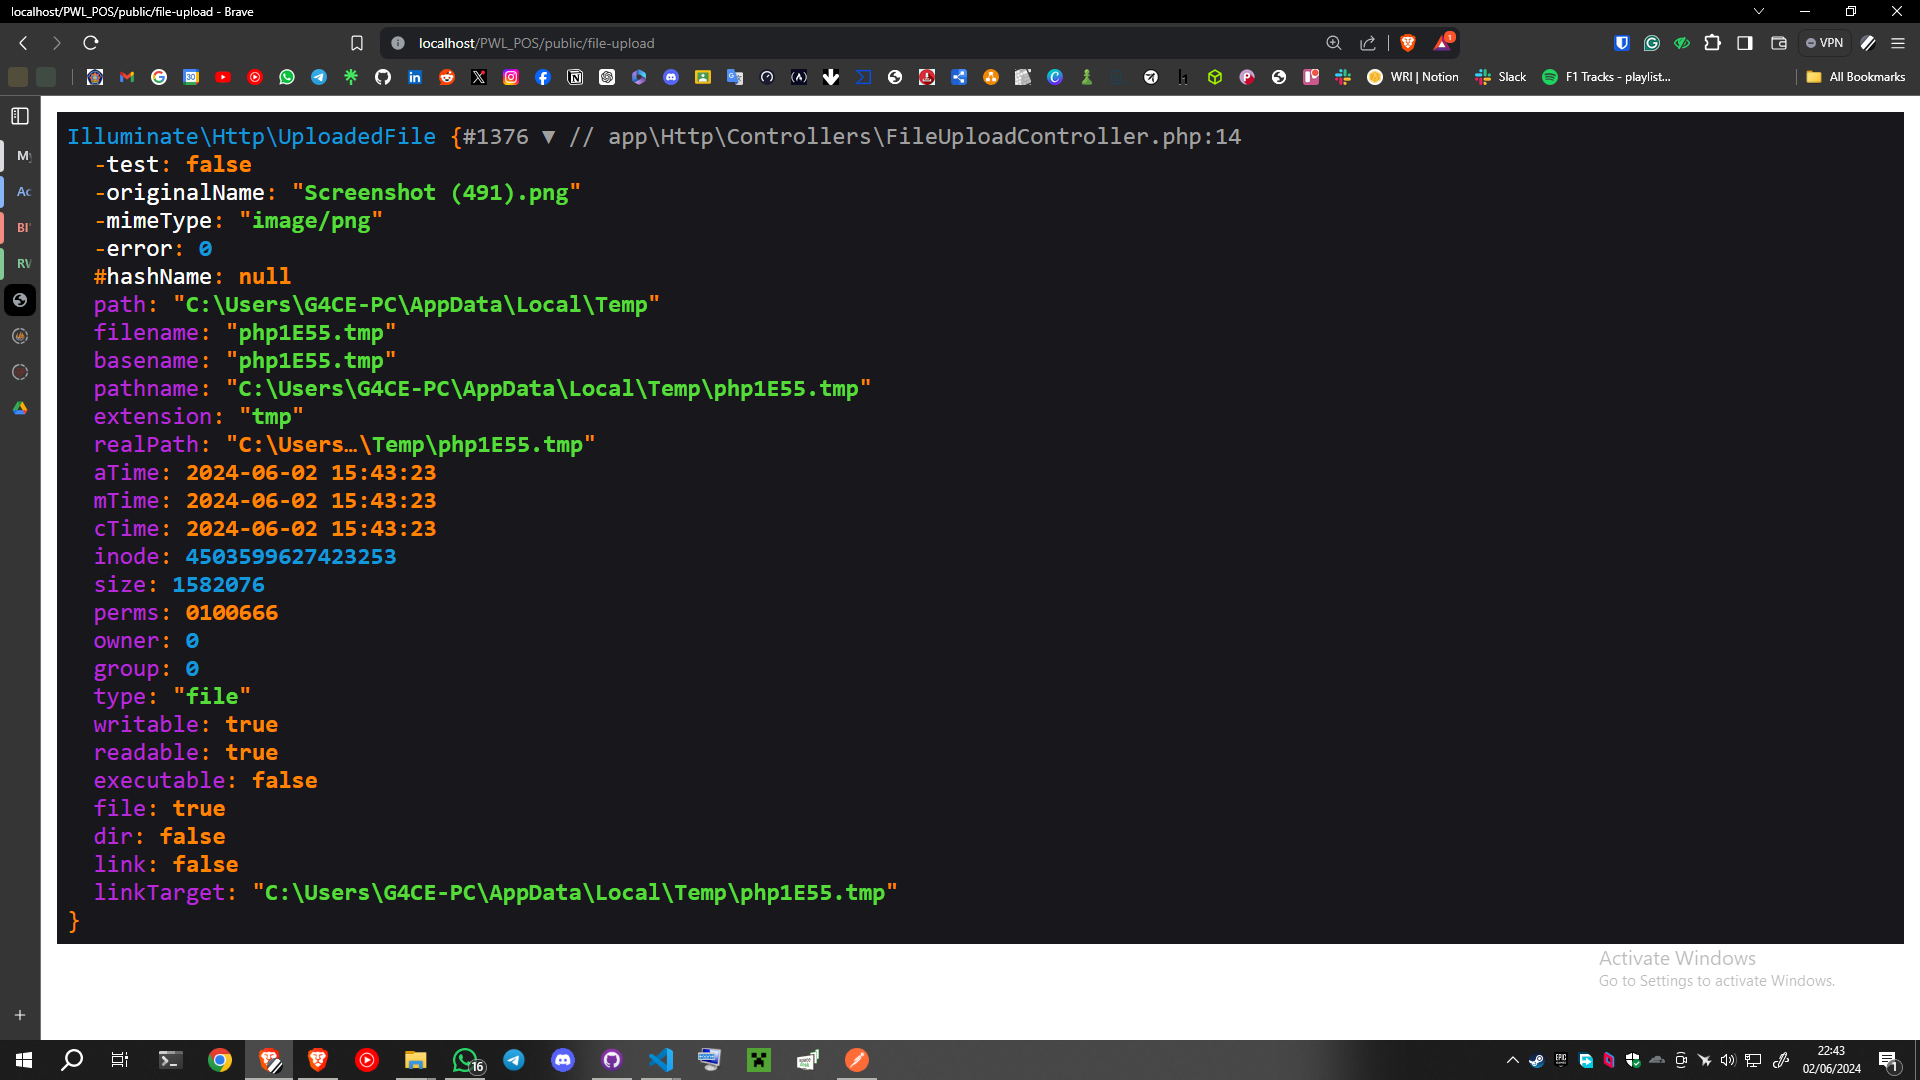 localhost/PWL_POS/public/file-upload - Brave
localhost/PWL_POS/public/file-upload
1
VPN
WRI | Notion
Slack
F1 Tracks - playlist...
All Bookmarks
Illuminate\Http\UploadedFile {#1376 ▼ // app\Http\Controllers\FileUploadController.php:14
-test: false
-originalName: "Screenshot (491).png"
-mimeType: "image/png"
-error: 0
#hashName: null
path: "C:\Users\G4CE-PC\AppData\Local\Temp"
filename: "php1E55.tmp"
basename: "php1E55.tmp"
pathname: "C:\Users\G4CE-PC\AppData\Local\Temp\php1E55.tmp"
extension: "tmp"
realPath: "C:\Users…\Temp\php1E55.tmp"
aTime: 2024-06-02 15:43:23
mTime: 2024-06-02 15:43:23
cTime: 2024-06-02 15:43:23
inode: 4503599627423253
size: 1582076
perms: 0100666
owner: 0
group: 0
type: "file"
writable: true
readable: true
executable: false
file: true
dir: false
link: false
linkTarget: "C:\Users\G4CE-PC\AppData\Local\Temp\php1E55.tmp"
}
Activate Windows
Go to Settings to activate Windows.
16
22:43
02/06/2024
1